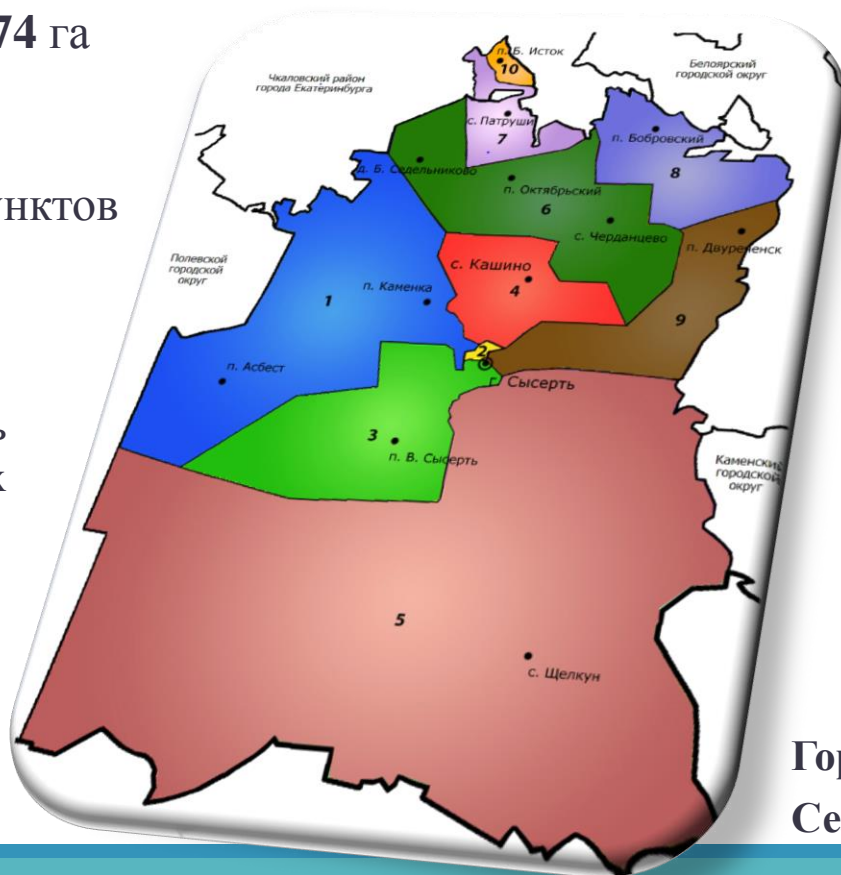 74 га
унктов
ь
к
п. Б. Исток
10
Чкаловский район
города Екатеринбурга
Белоярский
городской округ
с. Патруши
7
п. Бобровский
8
д. Б. Седельниково
п. Октябрьский
6
с. Черданцево
п. Двуреченск
Полевской
городской
округ
с. Кашино
4
п. Каменка
1
9
2
г. Сысерть
п. Асбест
3
п. В. Сысерть
Каменский
городской
округ
5
с. Щелкун
Гор
Се